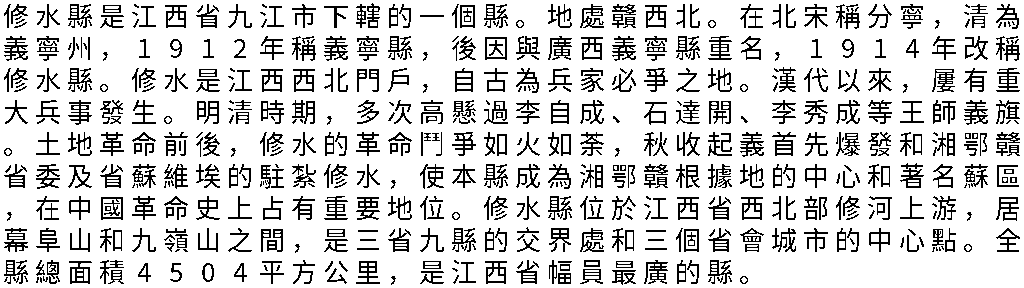 修水縣是江西省九江市下轄的一個縣。地處贛西北。在北宋稱分寧，清為
義寧州，１９１２年稱義寧縣，後因與廣西義寧縣重名，１９１４年改稱
修水縣。修水是江西西北門戶，自古為兵家必爭之地。漢代以來，屢有重
大兵事發生。明清時期，多次高懸過李自成、石達開、李秀成等王師義旗
。土地革命前後，修水的革命鬥爭如火如荼，秋收起義首先爆發和湘鄂贛
省委及省蘇維埃的駐紮修水，使本縣成為湘鄂贛根據地的中心和著名蘇區
，在中國革命史上占有重要地位。修水縣位於江西省西北部修河上游，居
幕阜山和九嶺山之間，是三省九縣的交界處和三個省會城市的中心點。全
縣總面積４５０４平方公里，是江西省幅員最廣的縣。